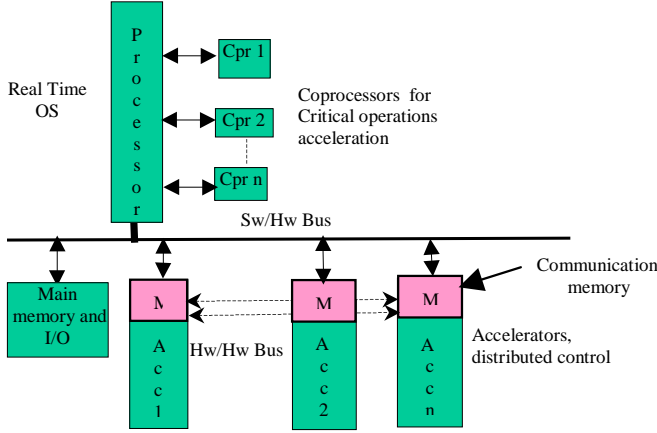 Processor
Cpr 1
Real Time
OS
Coprocessors for
Critical operations
acceleration
Cpr 2
Cpr n
Sw/Hw Bus
Main
memory and
I/O
M
M
M
Communication
memory
Hw/Hw Bus
Acc1
Acc2
Accn
Accelerators,
distributed control